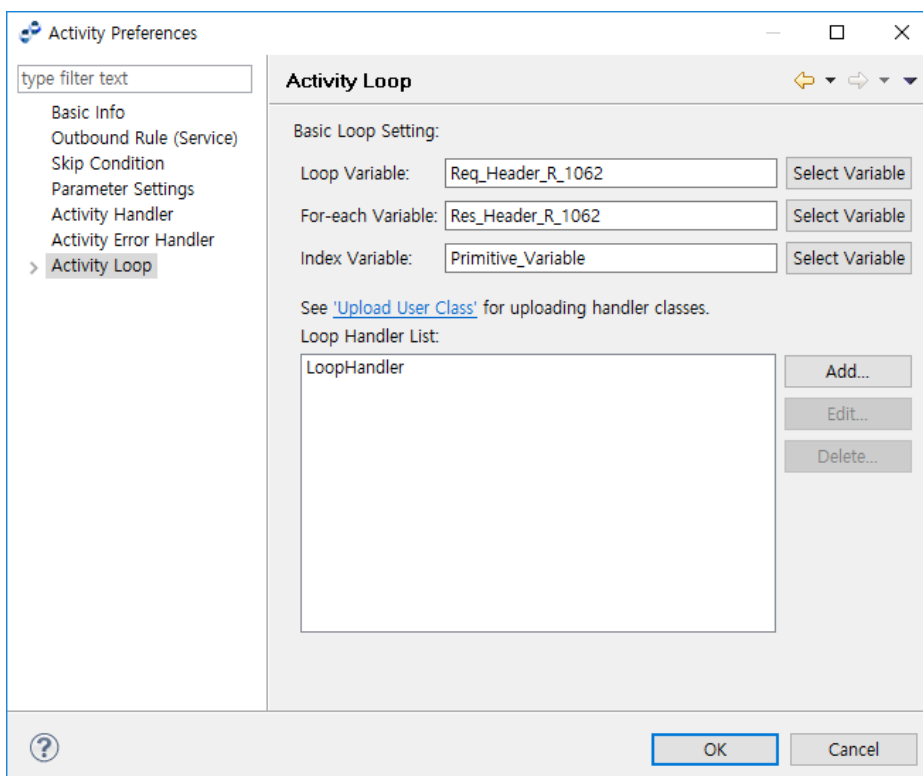 Activity Preferences
type filter text
Basic Info
Outbound Rule (Service)
Skip Condition
Parameter Settings
Activity Handler
Activity Error Handler
Activity Loop
Activity Loop
Basic Loop Setting:
Loop Variable: Req_Header_R_1062 Select Variable
For-each Variable: Res_Header_R_1062 Select Variable
Index Variable: Primitive_Variable Select Variable
See 'Upload User Class' for uploading handler classes.
Loop Handler List:
LoopHandler
Add...
Edit...
Delete...
OK Cancel